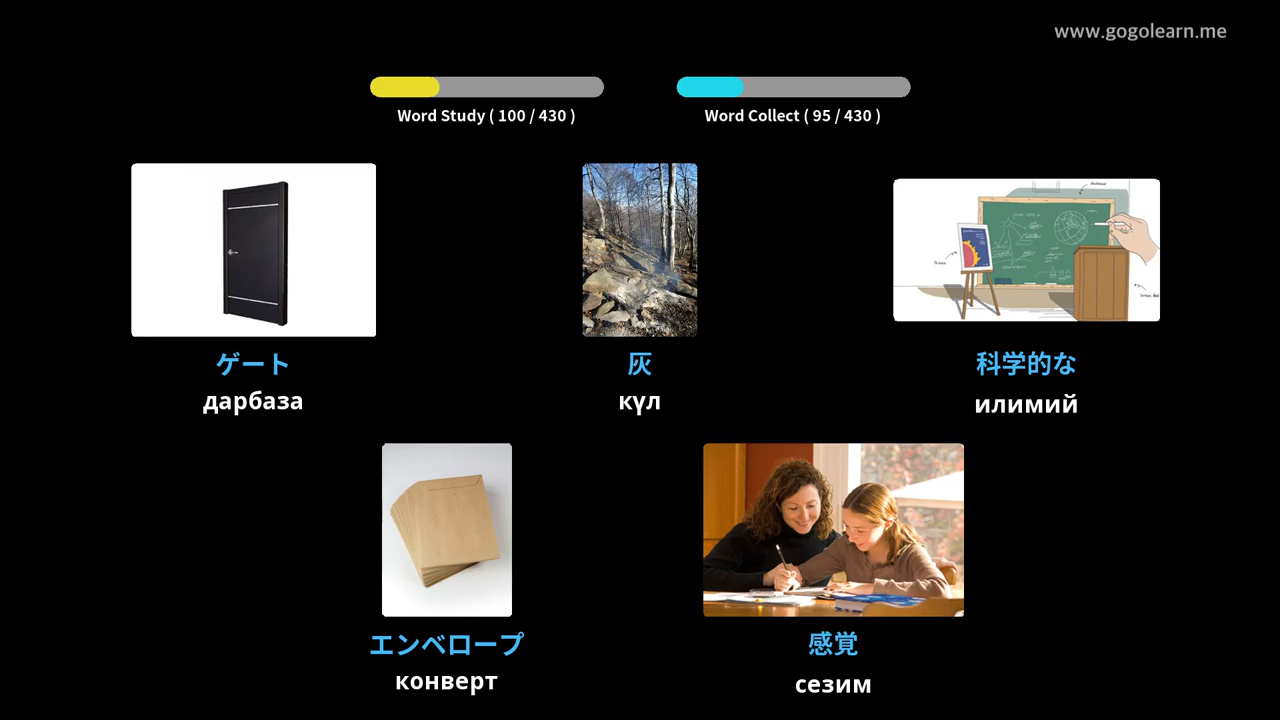 www.gogolearn.me
Word Study ( 100 / 430 )
Word Collect ( 95 / 430 )
ゲート
дарбаза
灰
күл
科学的な
илимий
エンベロープ
конверт
感覚
сезим